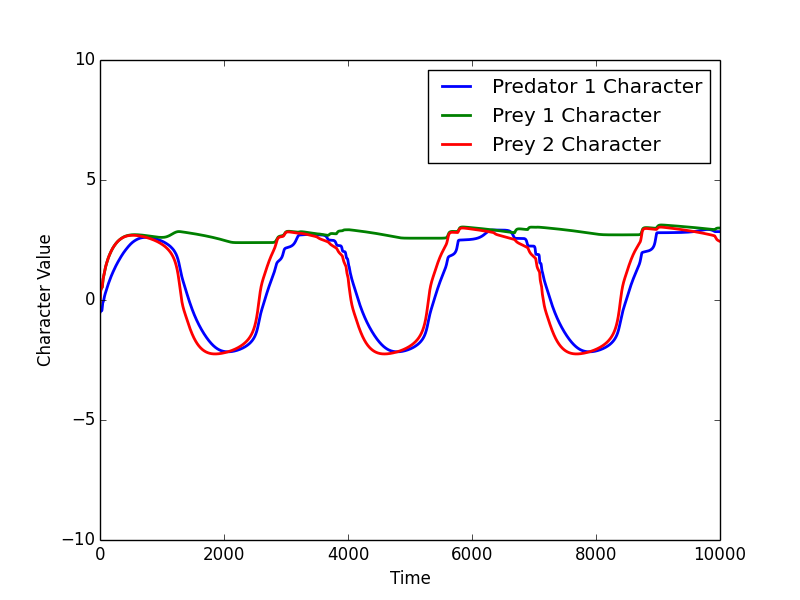 10
5
0
−5
−10
Character Value
Predator 1 Character
Prey 1 Character
Prey 2 Character
0 2000 4000 6000 8000 10000
Time